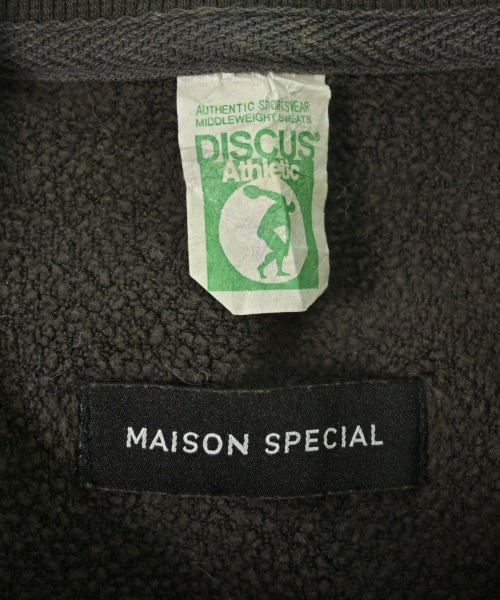 AUTHENTIC SPORTSWEAR
MIDDLEWEIGHT SWEATS
DISCUS®
Athletic
MAISON SPECIAL